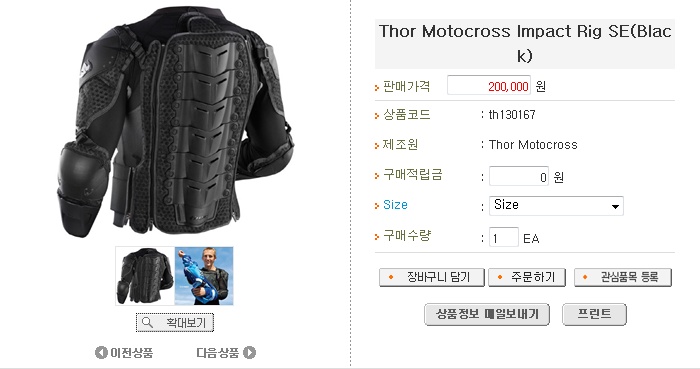 Thor Motocross Impact Rig SE(Blac
k)
판매가격 200,000 원
상품코드 : th130167
제조원 : Thor Motocross
구매적립금 : 0 원
Size : Size
구매수량 : 1 EA
장바구니 담기 주문하기 관심품목 등록
상품정보 메일보내기 프린트
확대보기
이전상품 다음상품